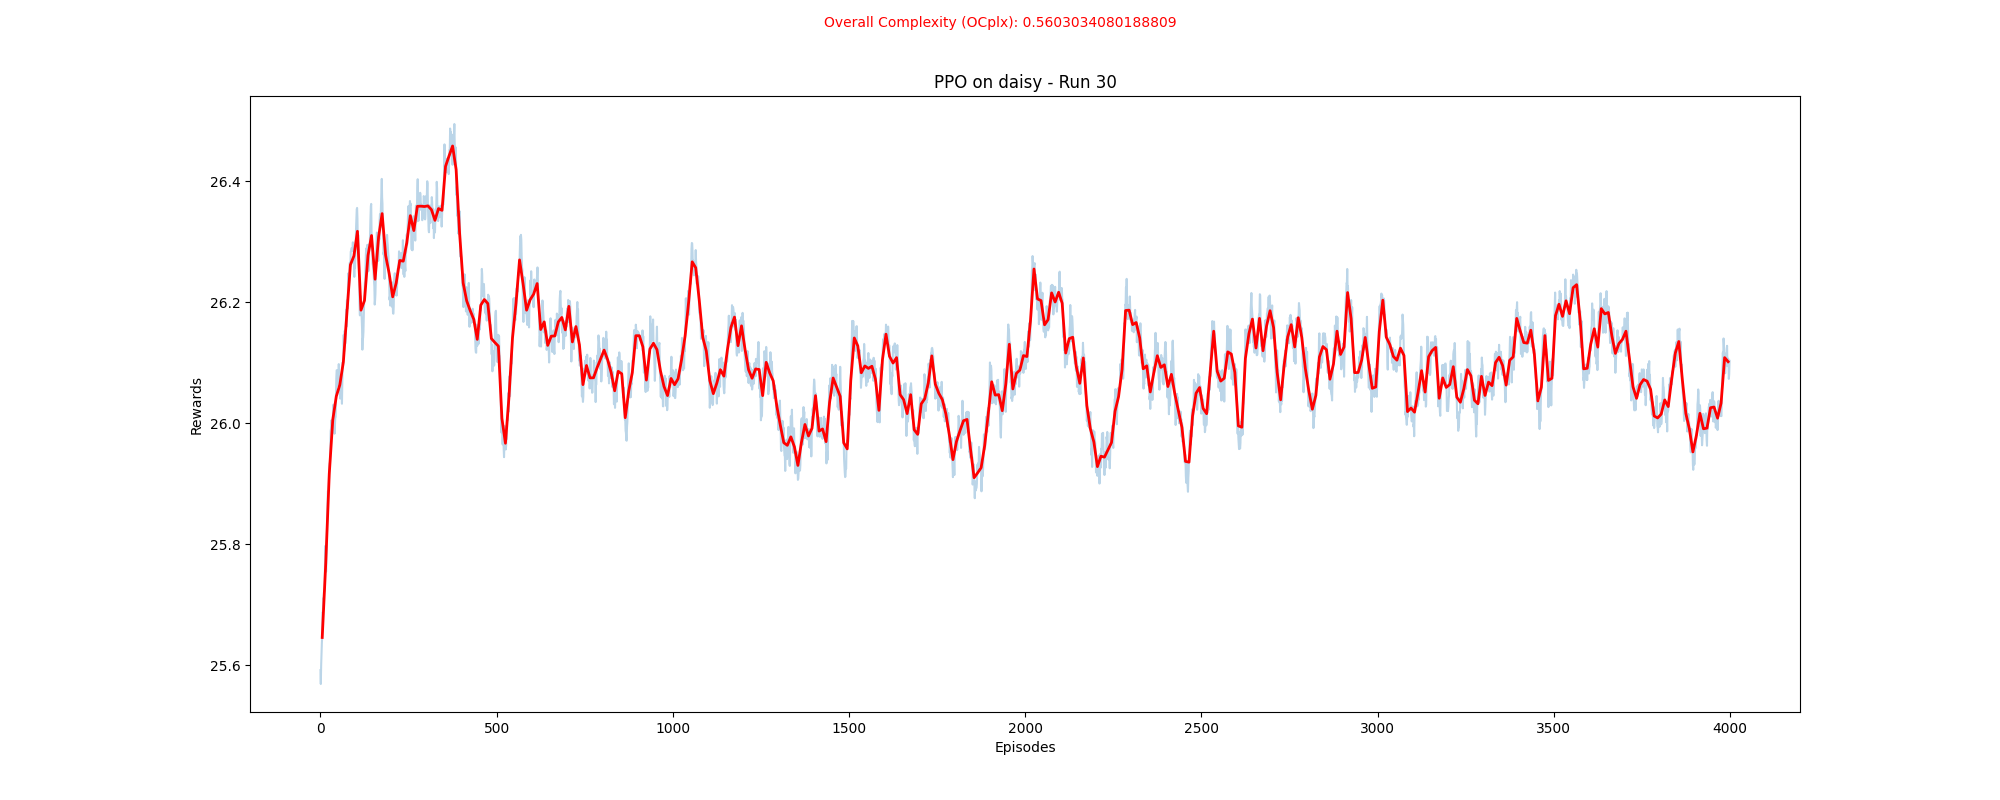 Overall Complexity (OCplx): 0.5603034080188809
PPO on daisy - Run 30
26.4
26.2
26.0
25.8
25.6
Rewards
0 500 1000 1500 2000 2500 3000 3500 4000
Episodes